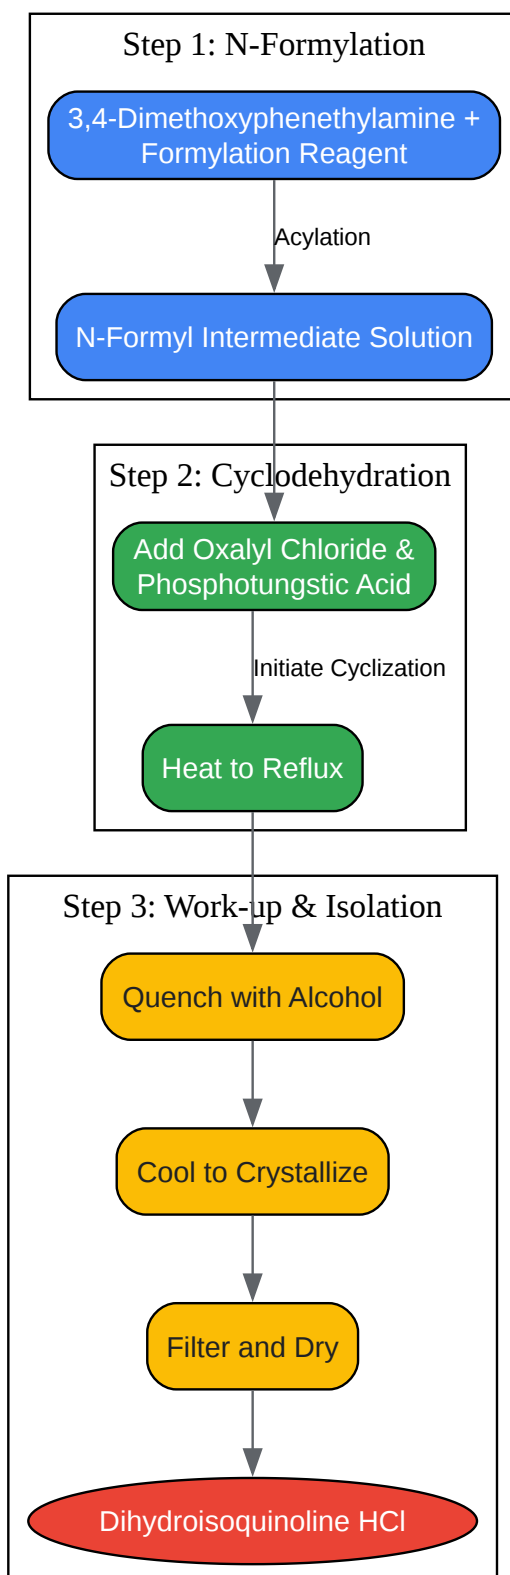 Step 1: N-Formylation
3,4-Dimethoxyphenethylamine +
Formylation Reagent
Acylation
N-Formyl Intermediate Solution
Step 2: Cyclodehydration
Add Oxalyl Chloride &
Phosphotungstic Acid
Initiate Cyclization
Heat to Reflux
Step 3: Work-up & Isolation
Quench with Alcohol
Cool to Crystallize
Filter and Dry
Dihydroisoquinoline HCl